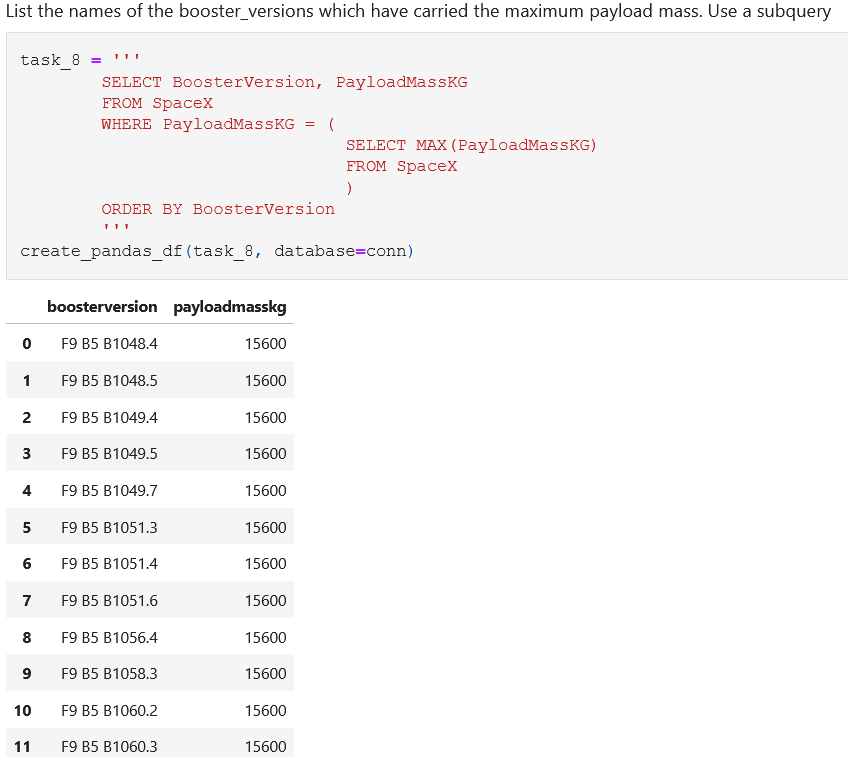 List the names of the booster_versions which have carried the maximum payload mass. Use a subquery
task_8 = '''
SELECT BoosterVersion, PayloadMassKG
FROM SpaceX
WHERE PayloadMassKG = (
SELECT MAX(PayloadMassKG)
FROM SpaceX
)
ORDER BY BoosterVersion
'''
create_pandas_df(task_8, database=conn)
boosterversion payloadmasskg
0 F9 B5 B1048.4 15600
1 F9 B5 B1048.5 15600
2 F9 B5 B1049.4 15600
3 F9 B5 B1049.5 15600
4 F9 B5 B1049.7 15600
5 F9 B5 B1051.3 15600
6 F9 B5 B1051.4 15600
7 F9 B5 B1051.6 15600
8 F9 B5 B1056.4 15600
9 F9 B5 B1058.3 15600
10 F9 B5 B1060.2 15600
11 F9 B5 B1060.3 15600